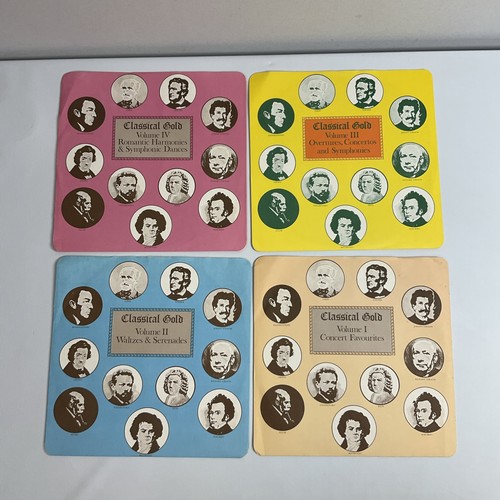 Classical Gold
Volume IV
Romantic Harmonies
& Symphonic Dances
Classical Gold
Volume III
Overtures, Concertos
and Symphonies
Classical Gold
Volume II
Waltzes & Serenades
Classical Gold
Volume I
Concert Favourites